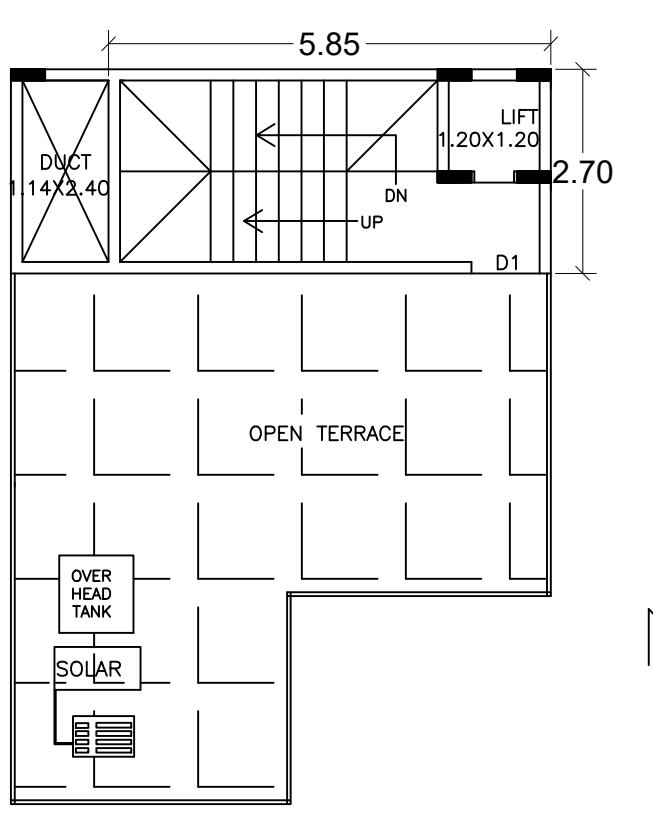 5.85
DUCT
1.14X2.40
LIFT
1.20X1.20
2.70
DN
UP
D1
OPEN TERRACE
OVER
HEAD
TANK
SOLAR